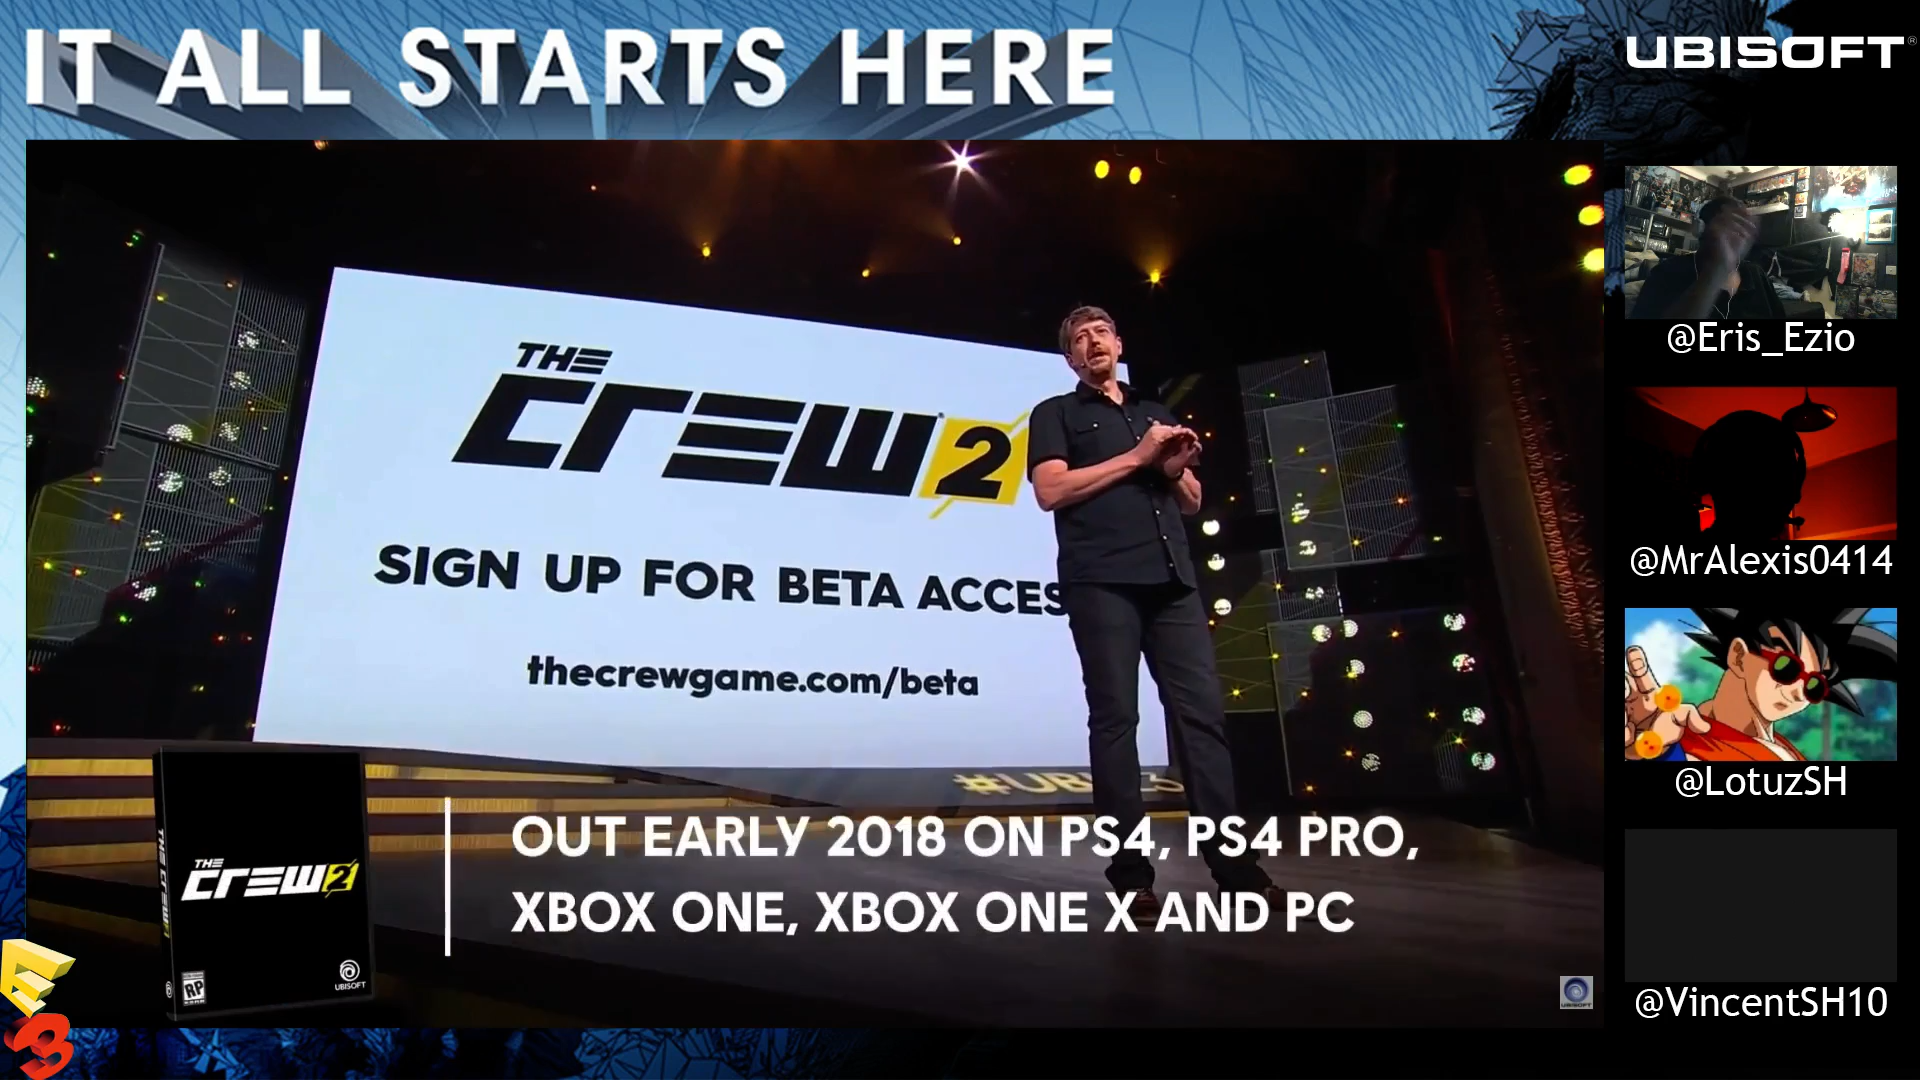 IT ALL STARTS HERE
UBISOFT®
THE
CREW 2
SIGN UP FOR BETA ACCES
thecrewgame.com/beta
THE
CREW 2
RP
UBISOFT
OUT EARLY 2018 ON PS4, PS4 PRO,
XBOX ONE, XBOX ONE X AND PC
UBISOFT
@Eris_Ezio
@MrAlexis0414
@LotuzSH
@VincentSH10
E3